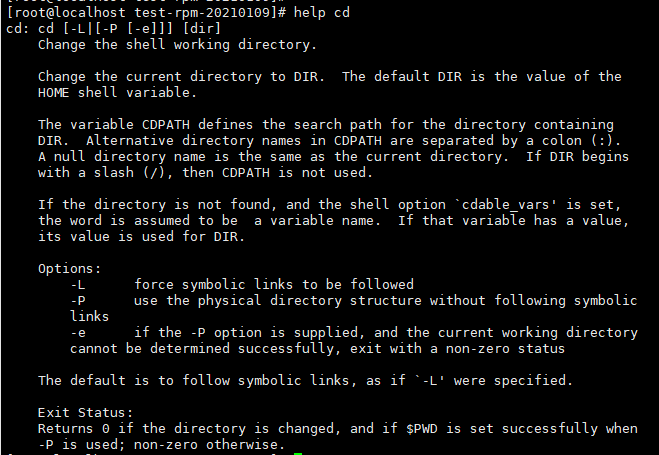 [root@localhost test-rpm-20210109]# help cd
cd: cd [-L|[-P [-e]]] [dir]
    Change the shell working directory.

    Change the current directory to DIR.  The default DIR is the value of the
    HOME shell variable.

    The variable CDPATH defines the search path for the directory containing
    DIR.  Alternative directory names in CDPATH are separated by a colon (:).
    A null directory name is the same as the current directory.  If DIR begins
    with a slash (/), then CDPATH is not used.

    If the directory is not found, and the shell option `cdable_vars' is set,
    the word is assumed to be  a variable name.  If that variable has a value,
    its value is used for DIR.

    Options:
        -L      force symbolic links to be followed
        -P      use the physical directory structure without following symbolic
        links
        -e      if the -P option is supplied, and the current working directory
        cannot be determined successfully, exit with a non-zero status

    The default is to follow symbolic links, as if `-L' were specified.

    Exit Status:
    Returns 0 if the directory is changed, and if $PWD is set successfully when
    -P is used; non-zero otherwise.